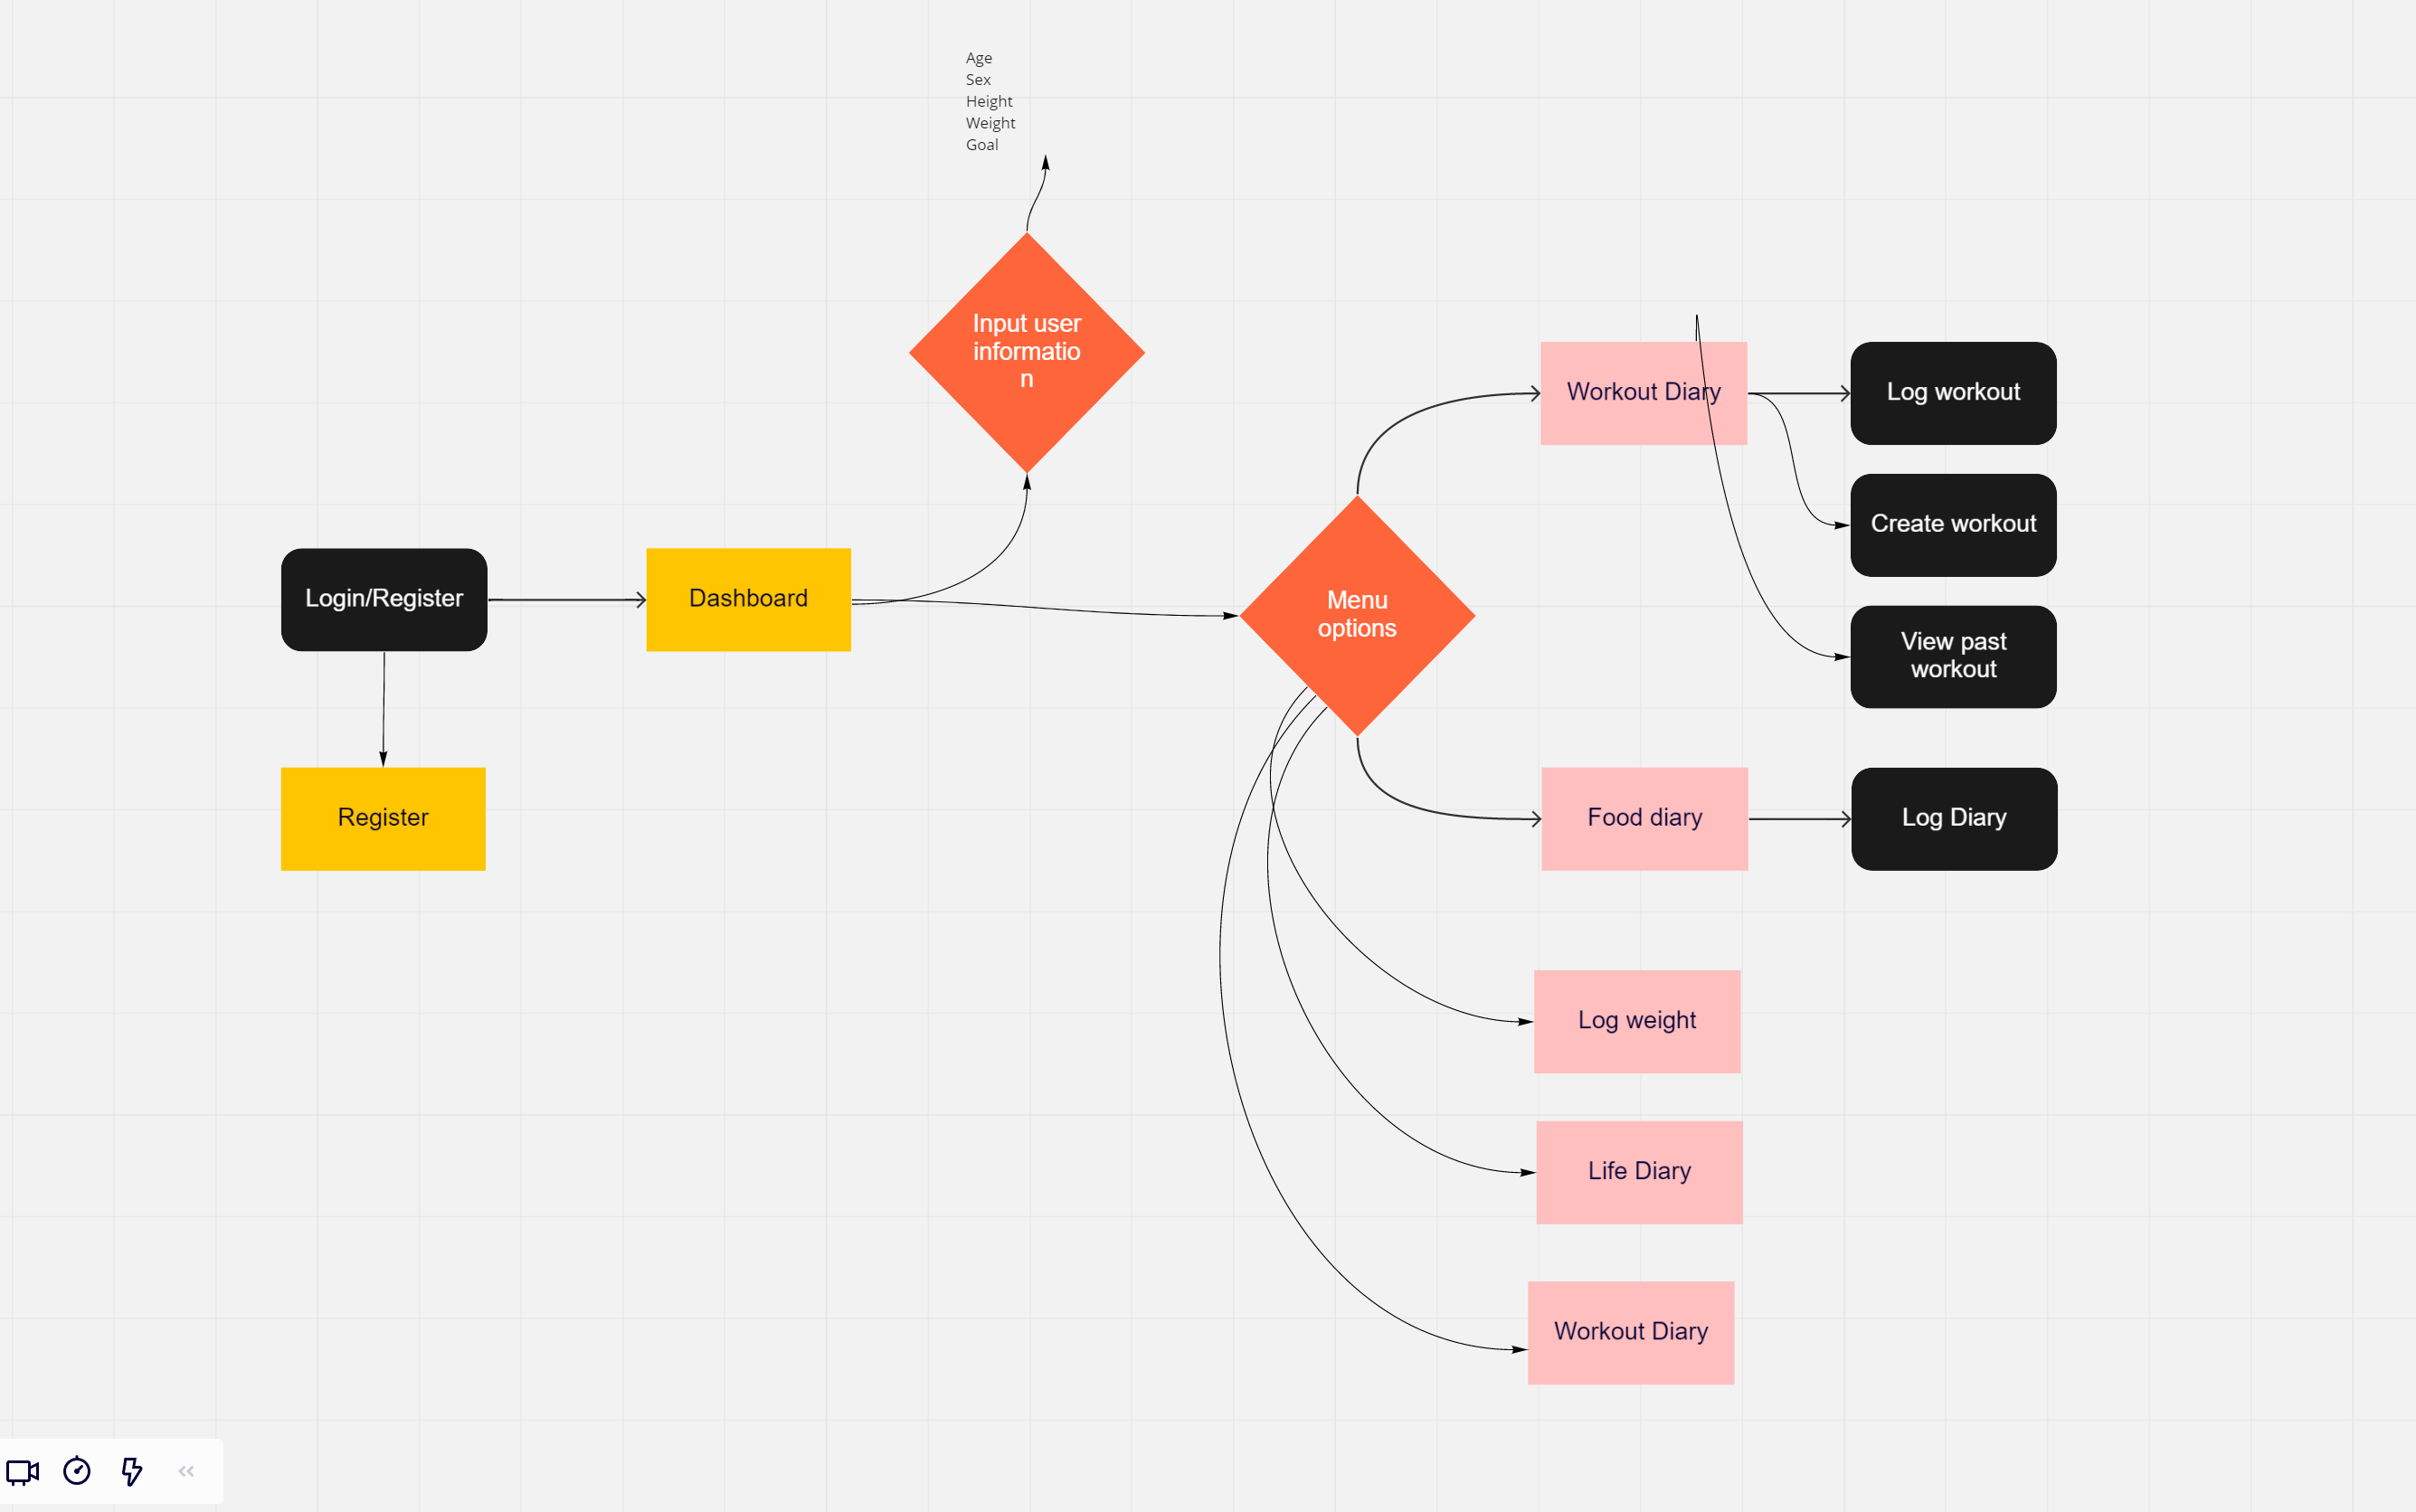 Age
Sex
Height
Weight
Goal
Input user
informatio
n
Workout Diary
Log workout
Create workout
Login/Register
Dashboard
Menu
options
View past
workout
Register
Food diary
Log Diary
Log weight
Life Diary
Workout Diary